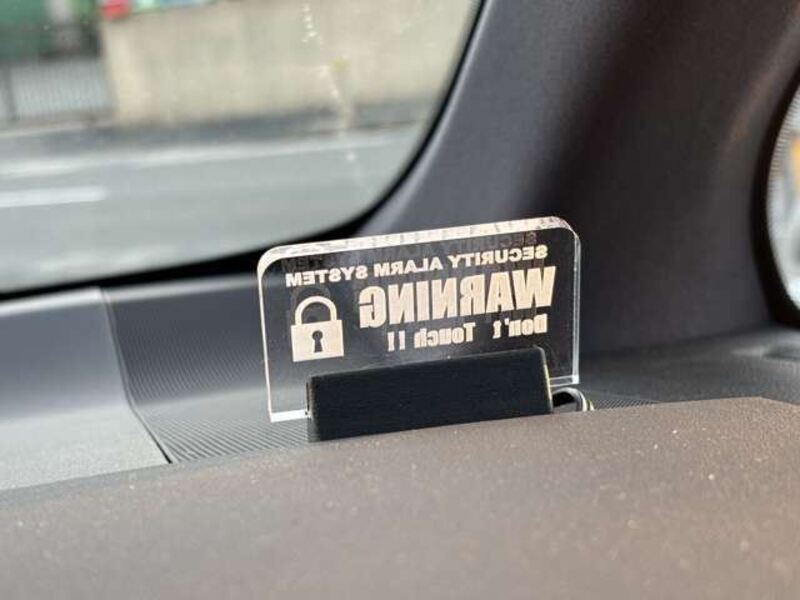 SECURITY ALARM SYSTEM
WARNING
Don't Touch!!